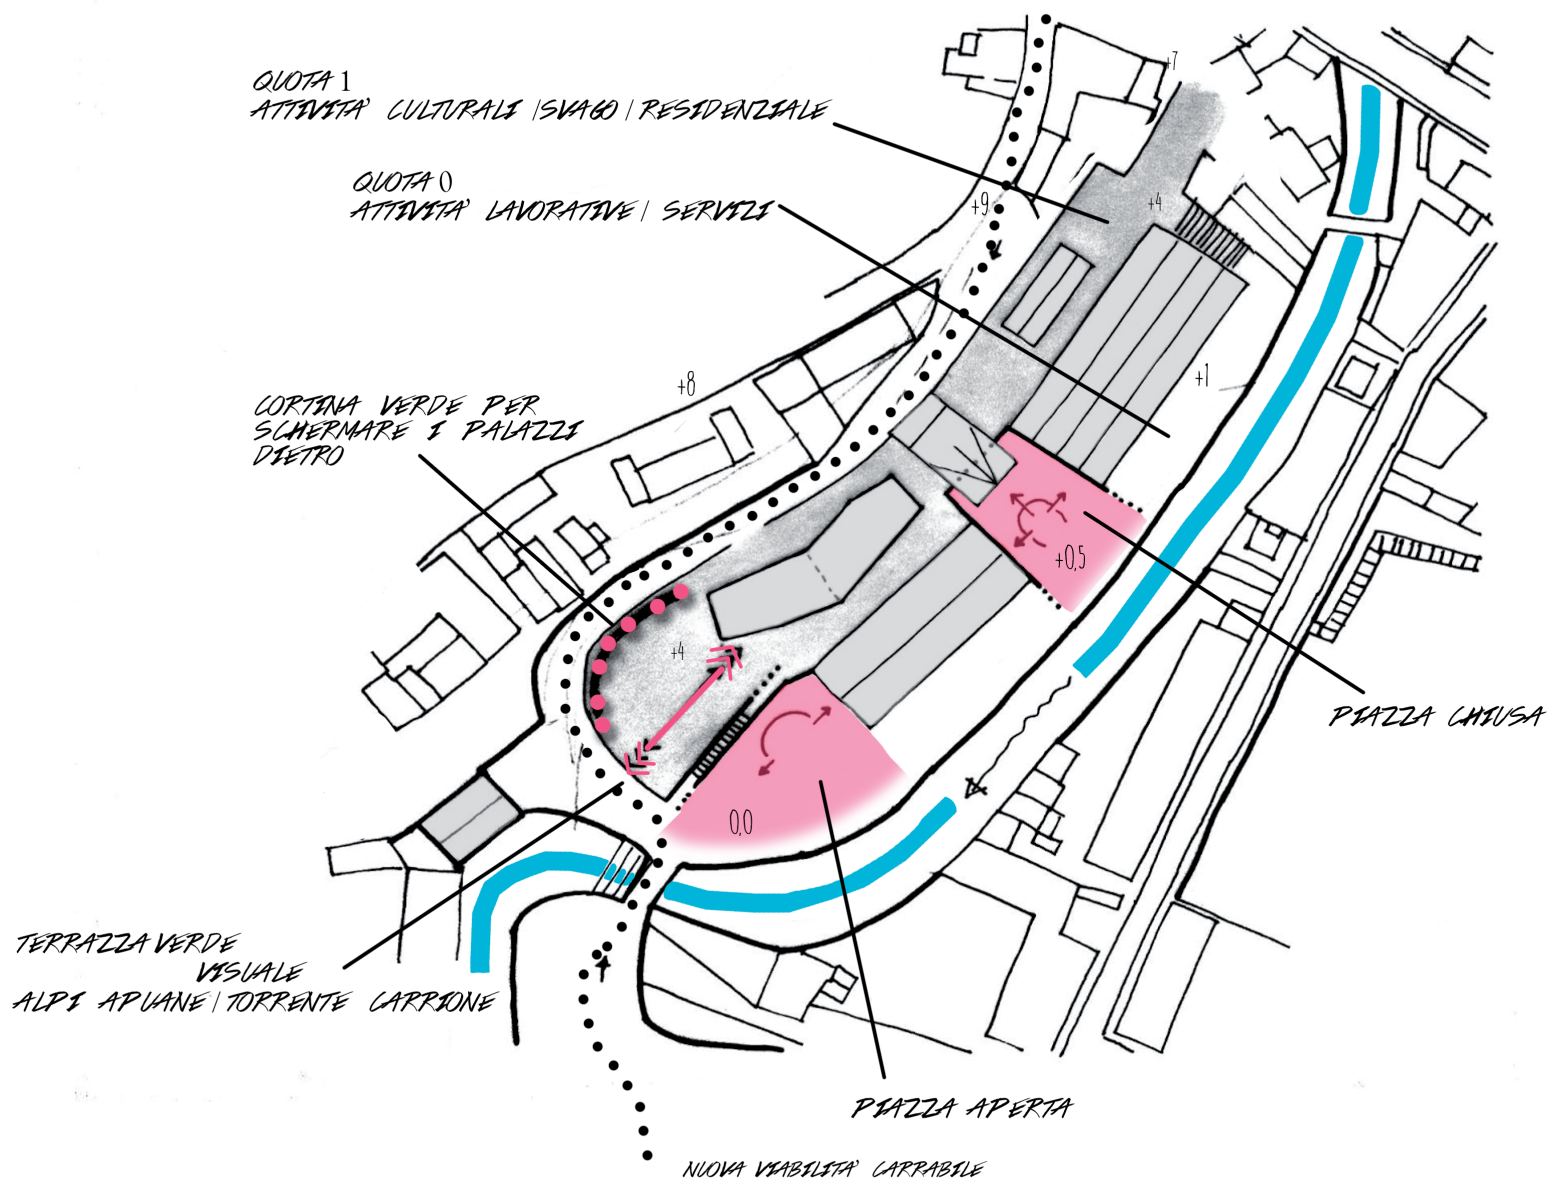 +7
QUOTA 1
ATTIVITA' CULTURALI | SVAGO | RESIDENZIALE
QUOTA 0
ATTIVITA' LAVORATIVE | SERVIZI
+9
+4
+8
+1
CORTINA VERDE PER
SCHERMARE I PALAZZI
DIETRO
+0,5
+4
PIAZZA CHIUSA
0,0
TERRAZZA VERDE
VISUALE
ALPI APUANE | TORRENTE CARRIONE
PIAZZA APERTA
NUOVA VIABILITA' CARRABILE